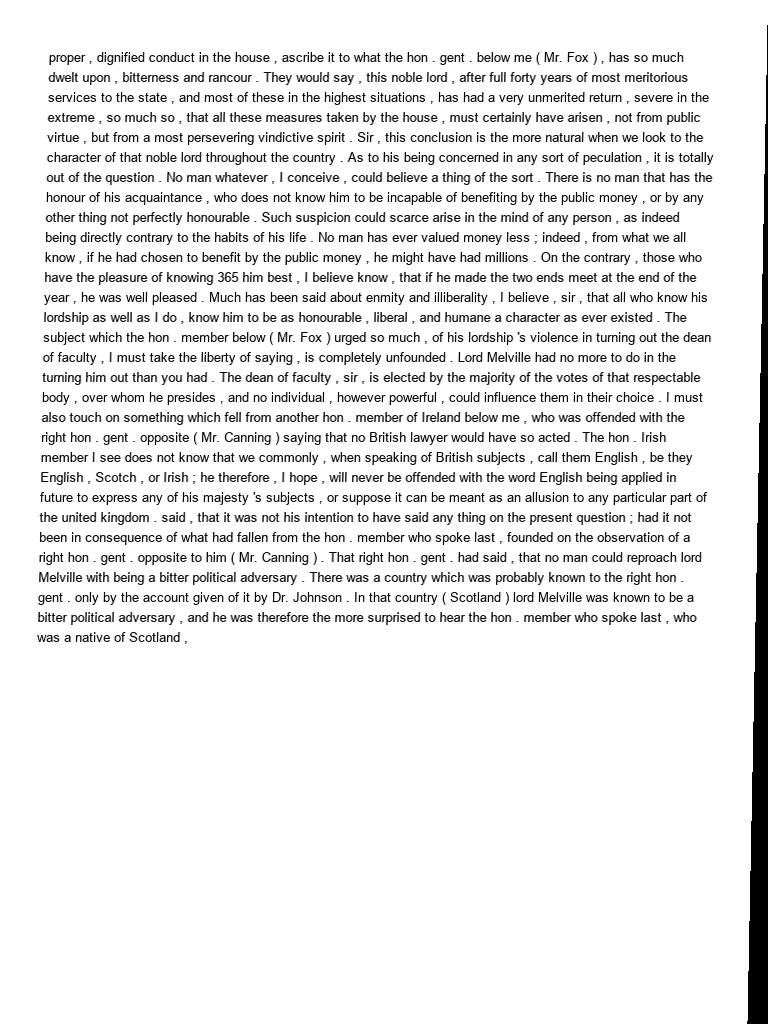 proper , dignified conduct in the house , ascribe it to what the hon . gent . below me ( Mr. Fox ) , has so much
dwelt upon , bitterness and rancour . They would say , this noble lord , after full forty years of most meritorious
services to the state , and most of these in the highest situations , has had a very unmerited return , severe in the
extreme , so much so , that all these measures taken by the house , must certainly have arisen , not from public
virtue , but from a most persevering vindictive spirit . Sir , this conclusion is the more natural when we look to the
character of that noble lord throughout the country . As to his being concerned in any sort of peculation , it is totally
out of the question . No man whatever , I conceive , could believe a thing of the sort . There is no man that has the
honour of his acquaintance , who does not know him to be incapable of benefiting by the public money , or by any
other thing not perfectly honourable . Such suspicion could scarce arise in the mind of any person , as indeed
being directly contrary to the habits of his life . No man has ever valued money less ; indeed , from what we all
know , if he had chosen to benefit by the public money , he might have had millions . On the contrary , those who
have the pleasure of knowing 365 him best , I believe know , that if he made the two ends meet at the end of the
year , he was well pleased . Much has been said about enmity and illiberality , I believe , sir , that all who know his
lordship as well as I do , know him to be as honourable , liberal , and humane a character as ever existed . The
subject which the hon . member below ( Mr. Fox ) urged so much , of his lordship 's violence in turning out the dean
of faculty , I must take the liberty of saying , is completely unfounded . Lord Melville had no more to do in the
turning him out than you had . The dean of faculty , sir , is elected by the majority of the votes of that respectable
body , over whom he presides , and no individual , however powerful , could influence them in their choice . I must
also touch on something which fell from another hon . member of Ireland below me , who was offended with the
right hon . gent . opposite ( Mr. Canning ) saying that no British lawyer would have so acted . The hon . Irish
member I see does not know that we commonly , when speaking of British subjects , call them English , be they
English , Scotch , or Irish ; he therefore , I hope , will never be offended with the word English being applied in
future to express any of his majesty 's subjects , or suppose it can be meant as an allusion to any particular part of
the united kingdom . said , that it was not his intention to have said any thing on the present question ; had it not
been in consequence of what had fallen from the hon . member who spoke last , founded on the observation of a
right hon . gent . opposite to him ( Mr. Canning ) . That right hon . gent . had said , that no man could reproach lord
Melville with being a bitter political adversary . There was a country which was probably known to the right hon .
gent . only by the account given of it by Dr. Johnson . In that country ( Scotland ) lord Melville was known to be a
bitter political adversary , and he was therefore the more surprised to hear the hon . member who spoke last , who
was a native of Scotland ,